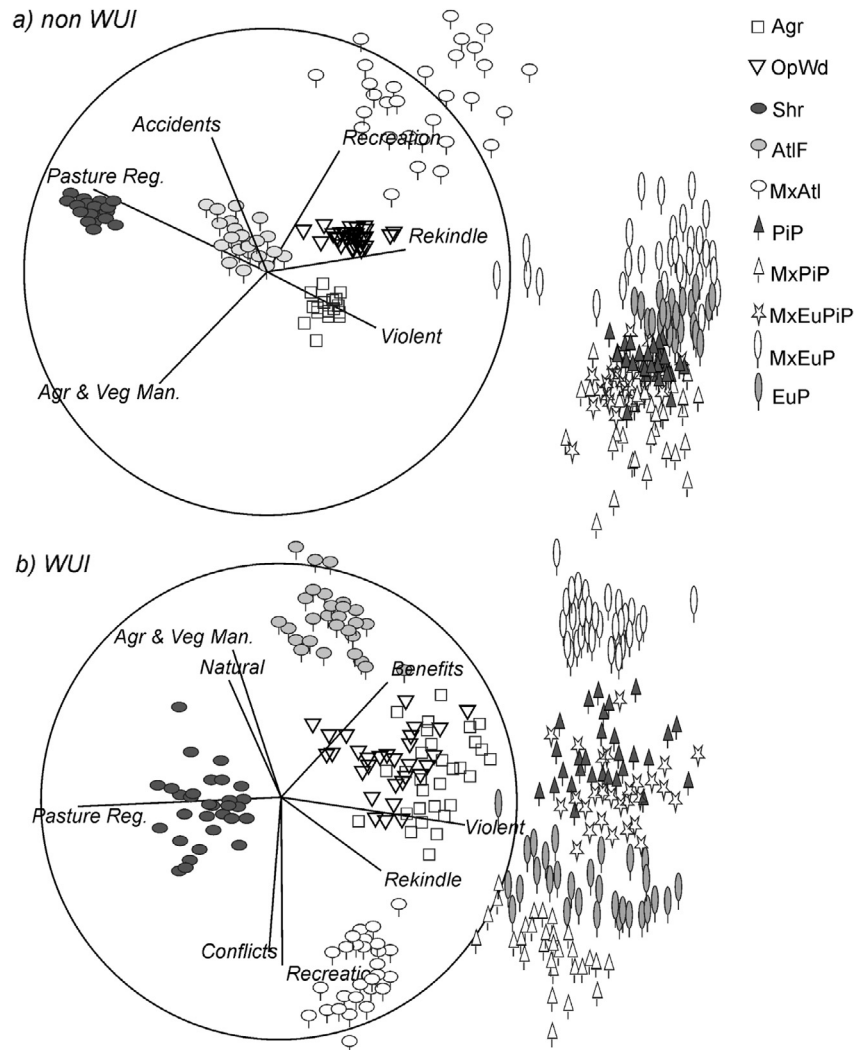 a) non WUI
Agr
OpWd
Shr
AtlF
MxAtl
PiP
MxPiP
MxEuPiP
MxEuP
EuP
Accidents
Recreation
Pasture Reg.
Rekindle
Violent
Agr & Veg Man.
b) WUI
Agr & Veg Man.
Natural
Benefits
Pasture Reg.
Violent
Rekindle
Conflicts
Recreatic